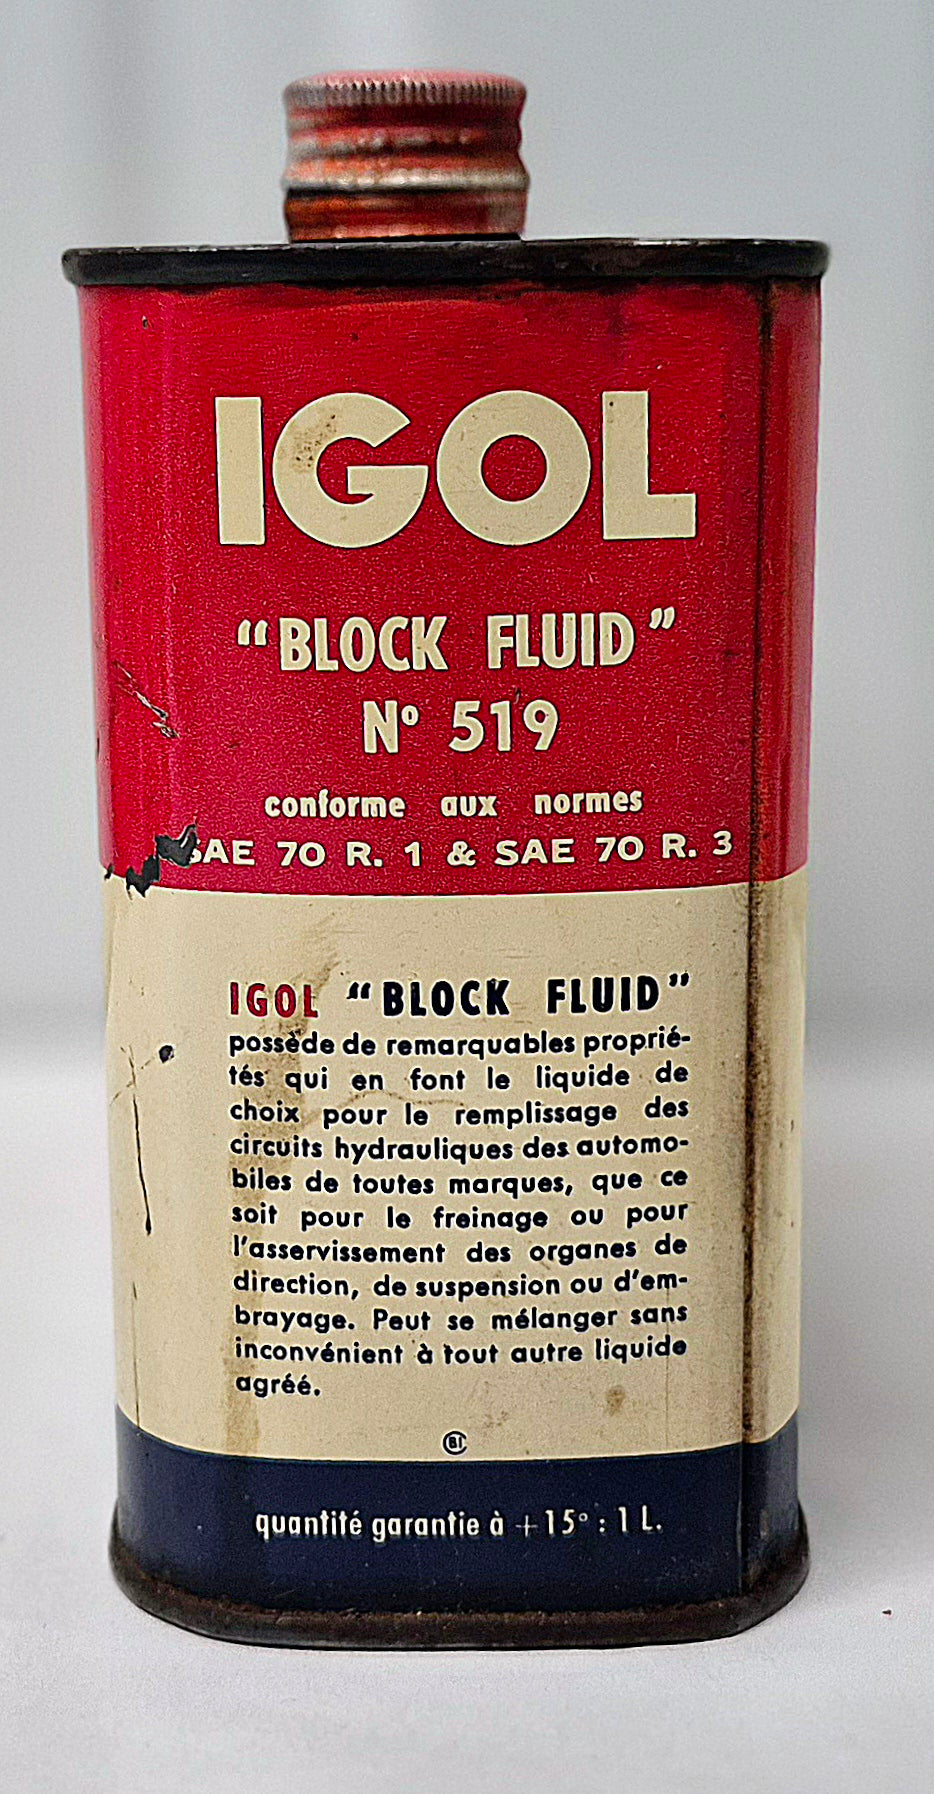 IGOL
“BLOCK FLUID”
Nº 519
conforme aux normes
SAE 70 R. 1 & SAE 70 R. 3
IGOL “BLOCK FLUID”
possède de remarquables proprié-
tés qui en font le liquide de
choix pour le remplissage des
circuits hydrauliques des automo-
biles de toutes marques, que ce
soit pour le freinage ou pour
l'asservissement des organes de
direction, de suspension ou d'em-
brayage. Peut se mélanger sans
inconvénient à tout autre liquide
agréé.
BI
quantité garantie à +15° : 1 L.